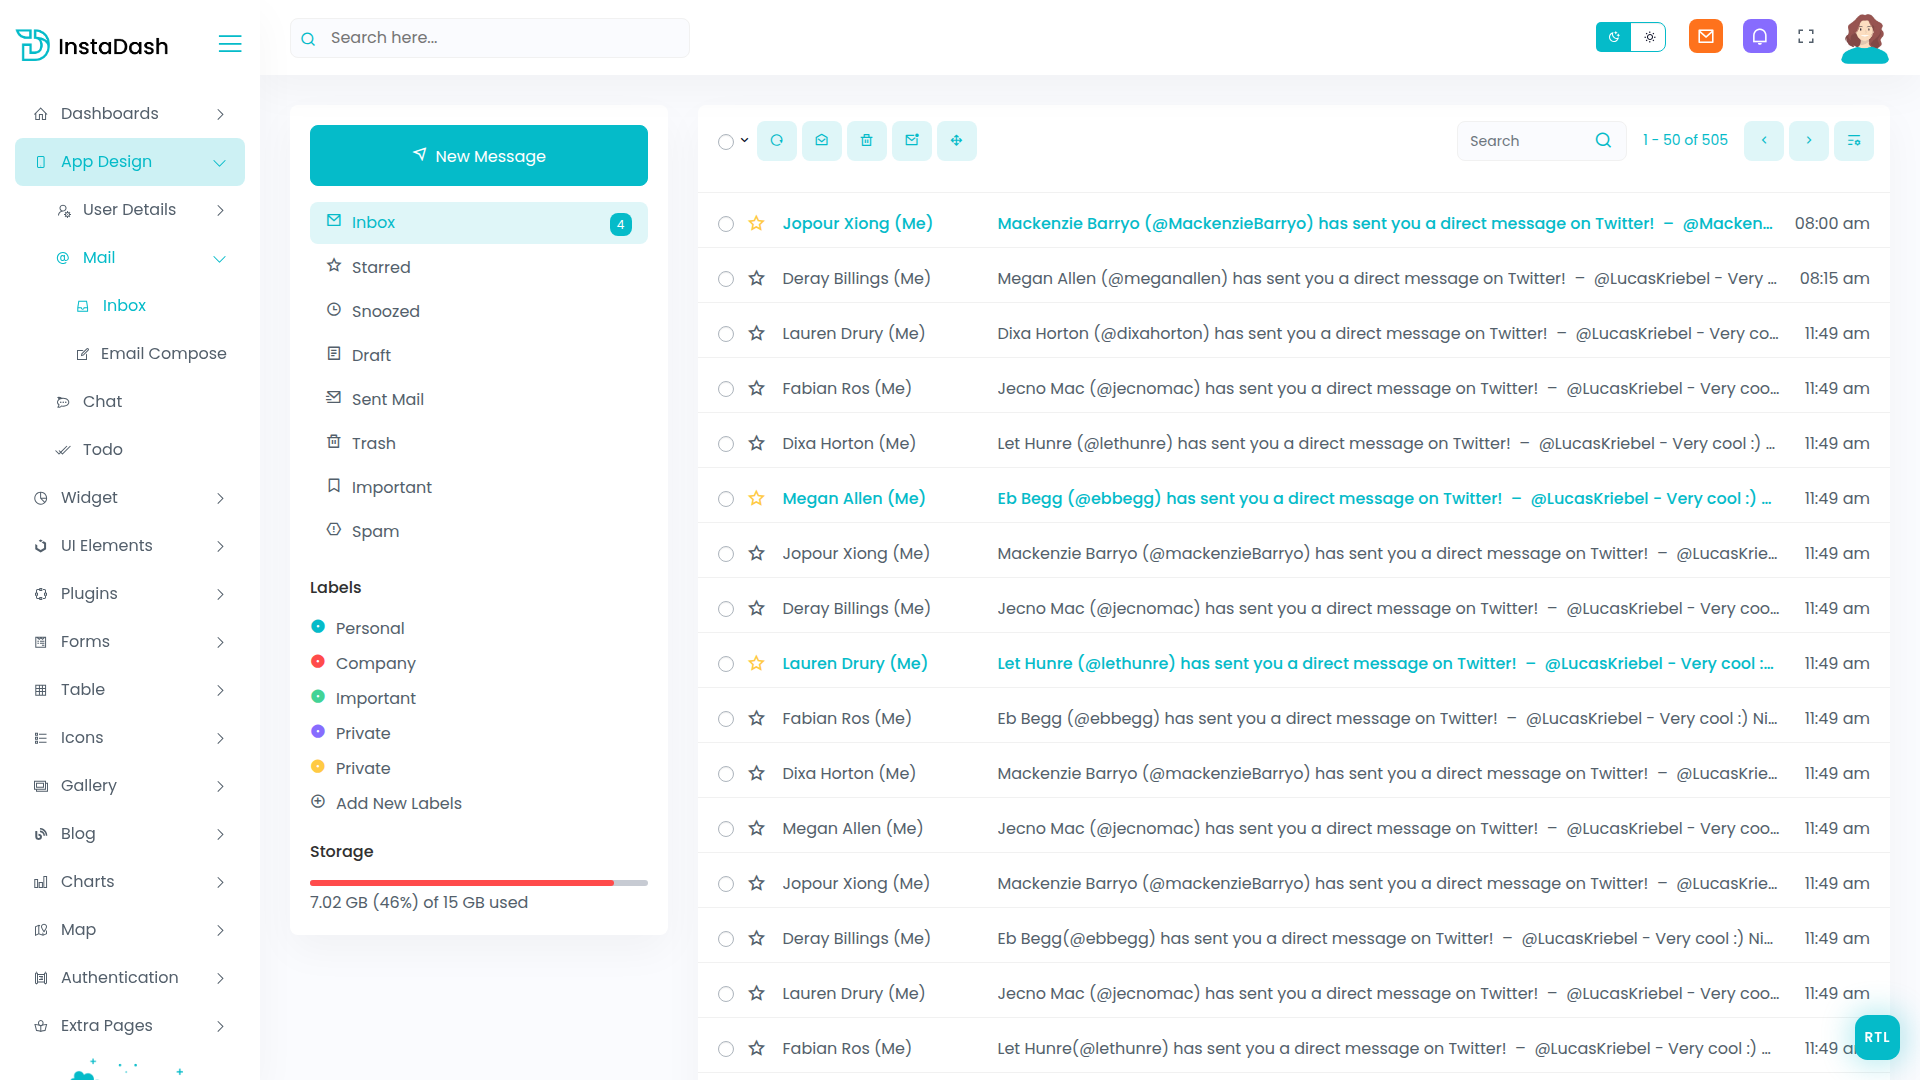 InstaDash
Search here...
Dashboards
App Design
User Details
Mail
Inbox
Email Compose
Chat
Todo
Widget
UI Elements
Plugins
Forms
Table
Icons
Gallery
Blog
Charts
Map
Authentication
Extra Pages
New Message
Inbox 4
Starred
Snoozed
Draft
Sent Mail
Trash
Important
Spam
Labels
Personal
Company
Important
Private
Private
Add New Labels
Storage
7.02 GB (46%) of 15 GB used
Search 1 - 50 of 505
Jopour Xiong (Me) Mackenzie Barryo (@MackenzieBarryo) has sent you a direct message on Twitter! – @Macken... 08:00 am
Deray Billings (Me) Megan Allen (@meganallen) has sent you a direct message on Twitter! – @LucasKriebel - Very ... 08:15 am
Lauren Drury (Me) Dixa Horton (@dixahorton) has sent you a direct message on Twitter! – @LucasKriebel - Very co... 11:49 am
Fabian Ros (Me) Jecno Mac (@jecnomac) has sent you a direct message on Twitter! – @LucasKriebel - Very coo... 11:49 am
Dixa Horton (Me) Let Hunre (@lethunre) has sent you a direct message on Twitter! – @LucasKriebel - Very cool :) ... 11:49 am
Megan Allen (Me) Eb Begg (@ebbegg) has sent you a direct message on Twitter! – @LucasKriebel - Very cool :) ... 11:49 am
Jopour Xiong (Me) Mackenzie Barryo (@mackenzieBarryo) has sent you a direct message on Twitter! – @LucasKrie... 11:49 am
Deray Billings (Me) Jecno Mac (@jecnomac) has sent you a direct message on Twitter! – @LucasKriebel - Very coo... 11:49 am
Lauren Drury (Me) Let Hunre (@lethunre) has sent you a direct message on Twitter! – @LucasKriebel - Very cool :... 11:49 am
Fabian Ros (Me) Eb Begg (@ebbegg) has sent you a direct message on Twitter! – @LucasKriebel - Very cool :) Ni... 11:49 am
Dixa Horton (Me) Mackenzie Barryo (@mackenzieBarryo) has sent you a direct message on Twitter! – @LucasKrie... 11:49 am
Megan Allen (Me) Jecno Mac (@jecnomac) has sent you a direct message on Twitter! – @LucasKriebel - Very coo... 11:49 am
Jopour Xiong (Me) Mackenzie Barryo (@mackenzieBarryo) has sent you a direct message on Twitter! – @LucasKrie... 11:49 am
Deray Billings (Me) Eb Begg(@ebbegg) has sent you a direct message on Twitter! – @LucasKriebel - Very cool :) Ni... 11:49 am
Lauren Drury (Me) Jecno Mac (@jecnomac) has sent you a direct message on Twitter! – @LucasKriebel - Very coo... 11:49 am
Fabian Ros (Me) Let Hunre(@lethunre) has sent you a direct message on Twitter! – @LucasKriebel - Very cool :) ... 11:49 a
RTL